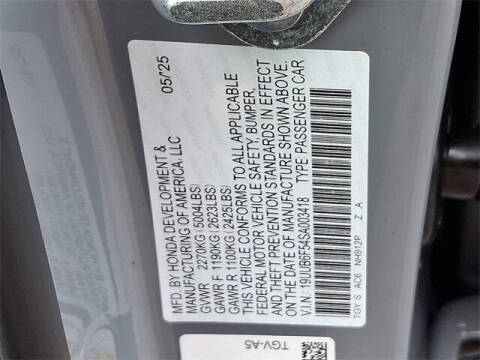 MFD BY HONDA DEVELOPMENT & 05/25
MANUFACTURING OF AMERICA, LLC
GVWR 2270KG (5004LBS)
GAWR F 1190KG (2623LBS)
GAWR R 1100KG (2425LBS)
THIS VEHICLE CONFORMS TO ALL APPLICABLE
FEDERAL MOTOR VEHICLE SAFETY, BUMPER,
AND THEFT PREVENTION STANDARDS IN EFFECT
ON THE DATE OF MANUFACTURE SHOWN ABOVE.
V.I.N: 19UUB6F54SA003418 TYPE: PASSENGER CAR
TGY S AC6 NH912P Z A
TGV-A5